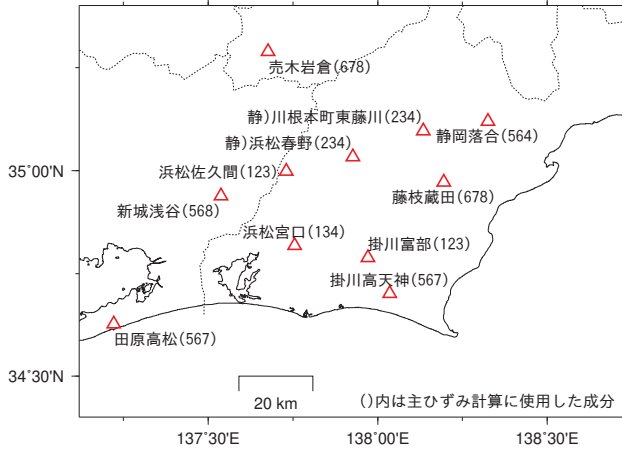 売木岩倉(678)
静)川根本町東藤川(234)
静岡落合(564)
静)浜松春野(234)
35˚00'N
浜松佐久間(123)
藤枝蔵田(678)
新城浅谷(568)
浜松宮口(134)
掛川富部(123)
掛川高天神(567)
田原高松(567)
34˚30'N
20 km
()内は主ひずみ計算に使用した成分
137˚30'E
138˚00'E
138˚30'E